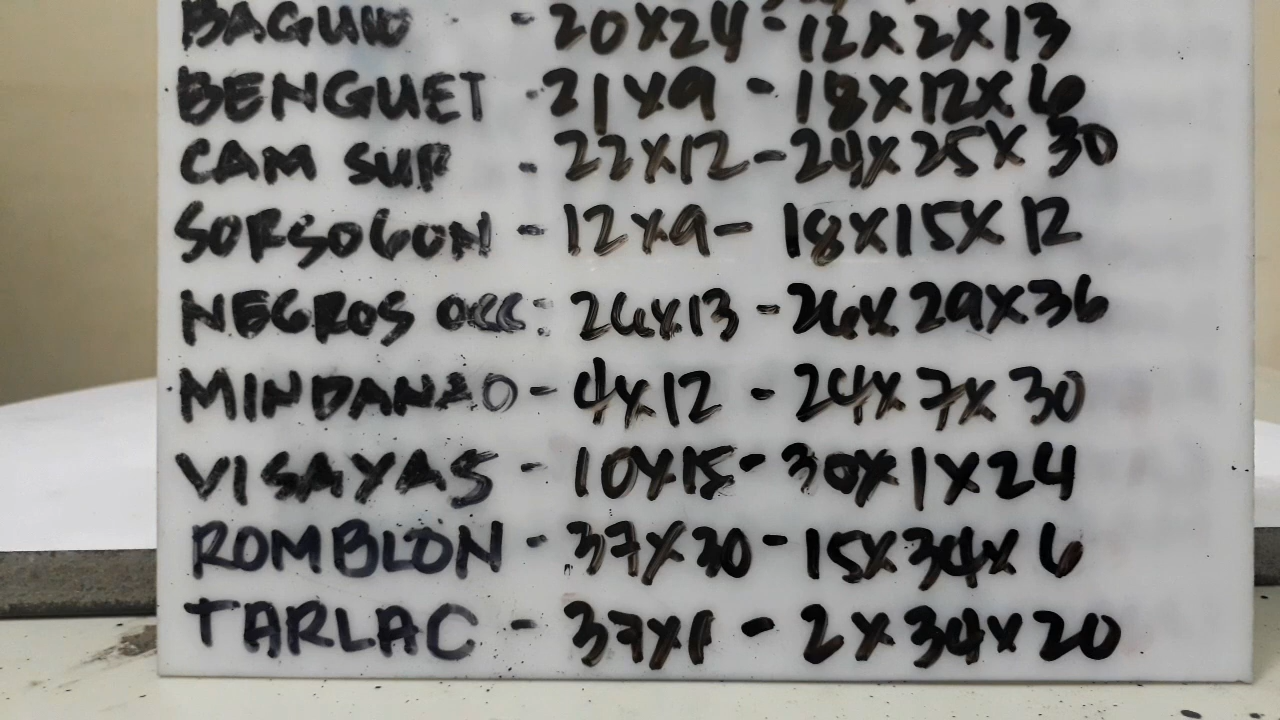 BAGUIO - 20X24 - 12X2X13
BENGUET - 21X9 - 18X12X6
CAM SUR - 22X12 - 24X25X30
SORSOGON - 12X9 - 18X15X12
NEGROS OCC: 26X13 - 26X29X36
MINDANAO - 4X12 - 24X7X30
VISAYAS - 10X15 - 30X1X24
ROMBLON - 37X30 - 15X34X6
TARLAC - 37X1 - 2X34X20